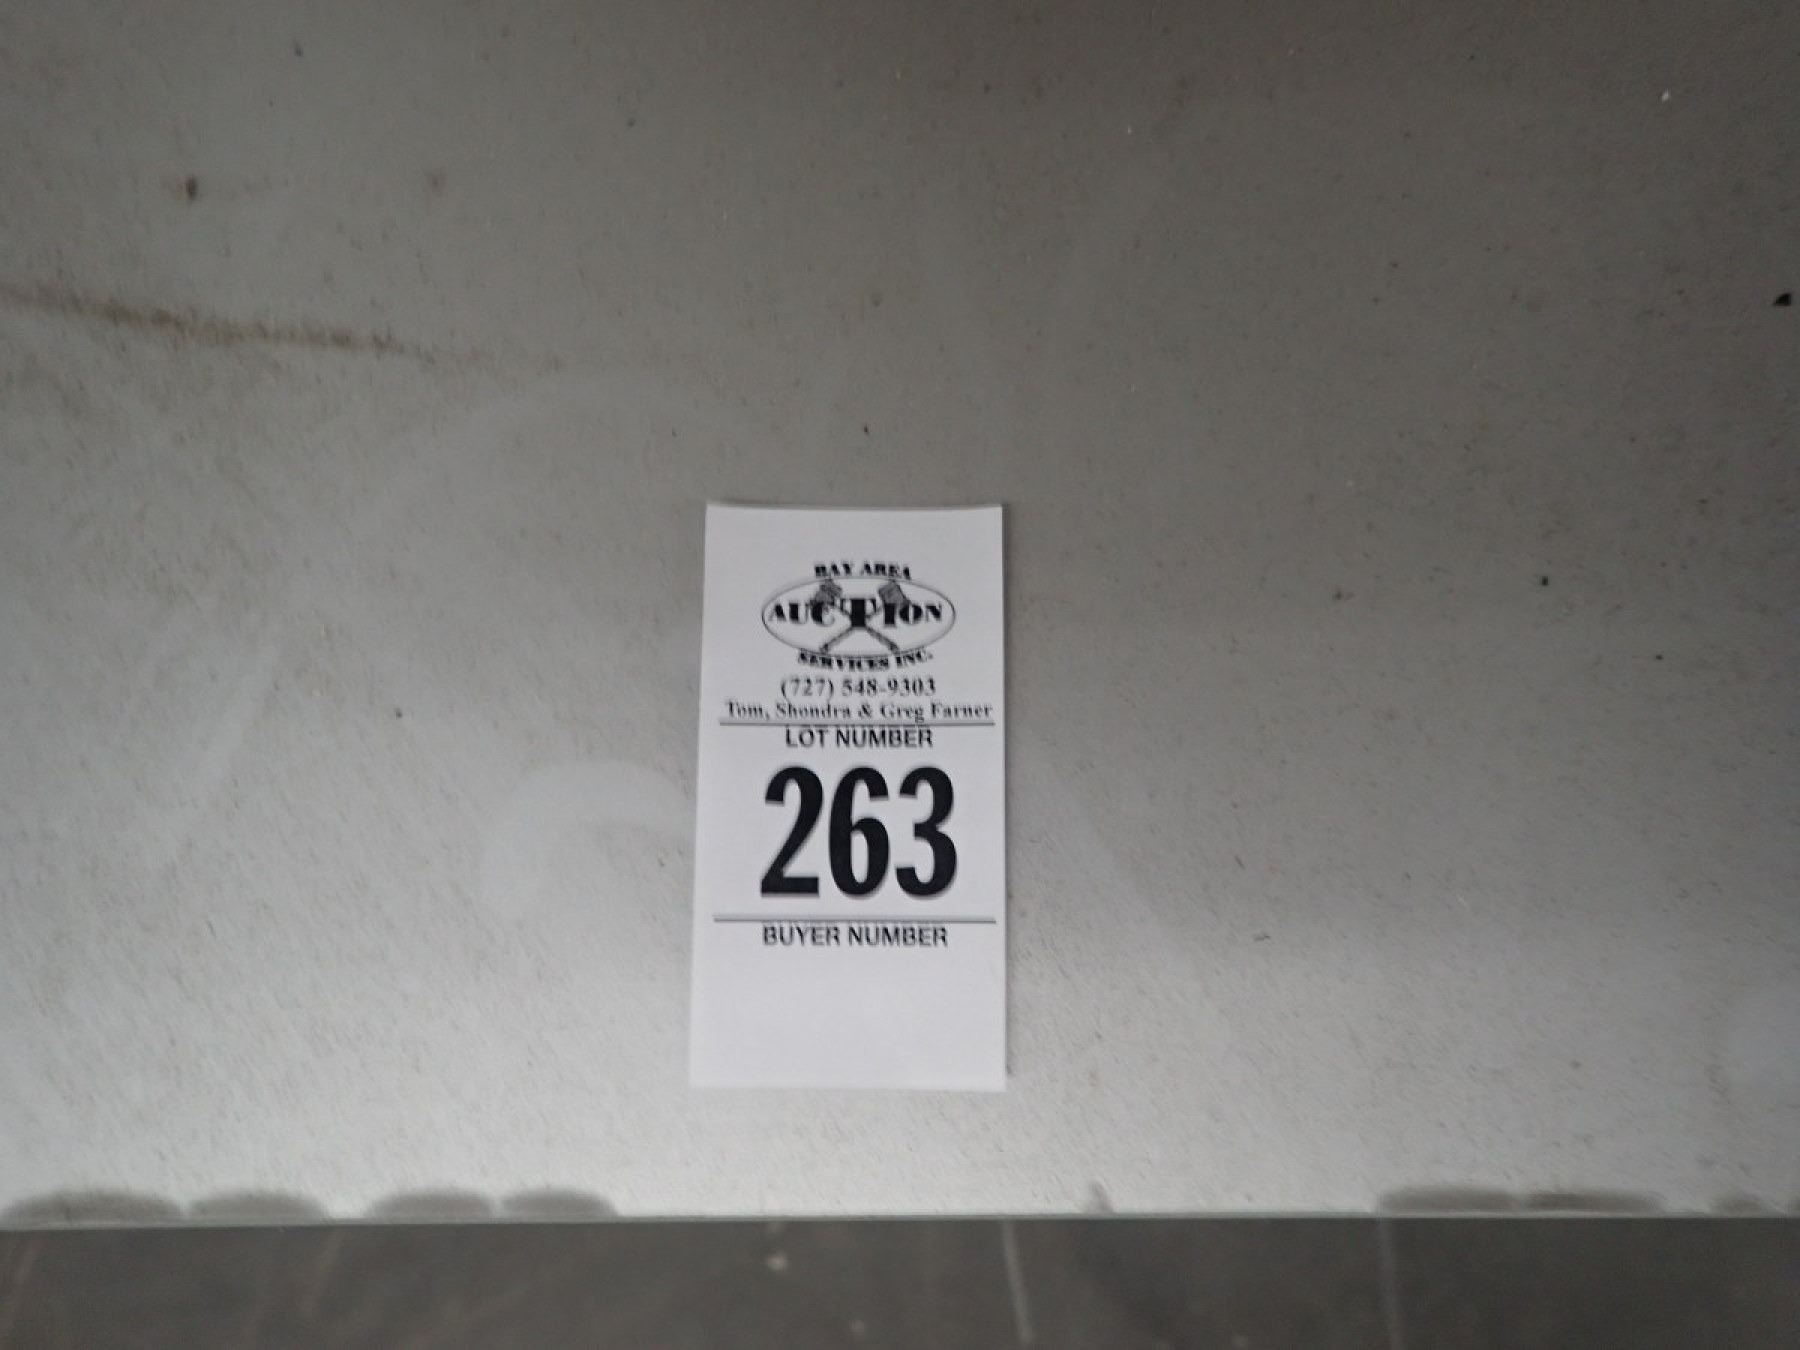 BAY AREA
AUCTION
SERVICES INC.
(727) 548-9303
Tom, Shondra & Greg Farner
LOT NUMBER
263
BUYER NUMBER